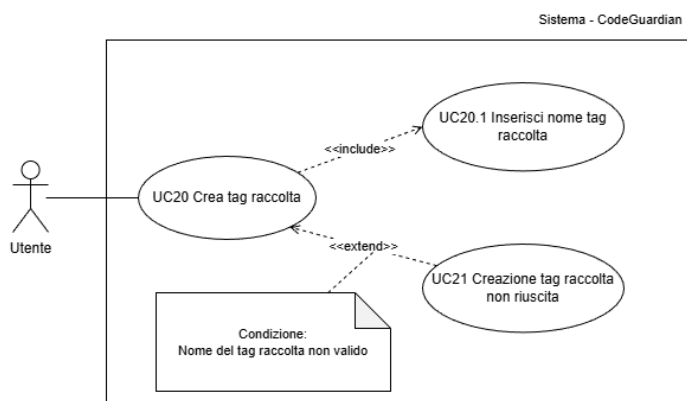 Sistema - CodeGuardian
UC20.1 Inserisci nome tag
raccolta
<<include>>
UC20 Crea tag raccolta
Utente
<<extend>>
UC21 Creazione tag raccolta
non riuscita
Condizione:
Nome del tag raccolta non valido